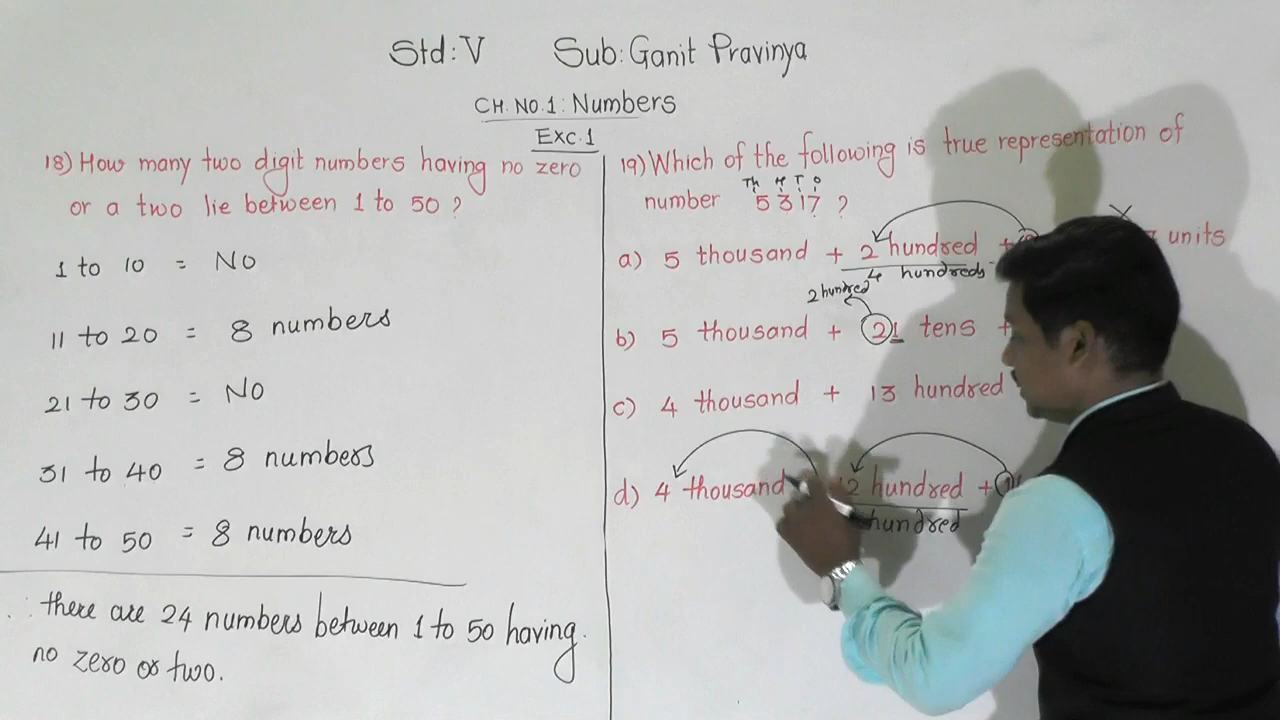 Std: V Sub: Ganit Pravinya
CH. NO. 1: Numbers
Exc. 1
18) How many two digit numbers having no zero
or a two lie between 1 to 50 ?
1 to 10 = No
11 to 20 = 8 numbers
21 to 30 = No
31 to 40 = 8 numbers
41 to 50 = 8 numbers
∴ there are 24 numbers between 1 to 50 having
no zero or two.
19) Which of the following is true representation of
Th H T O
number 5317 ?
a) 5 thousand + 2 hundred + units
4 hundreds
2 hundred
b) 5 thousand + 21 tens +
c) 4 thousand + 13 hundred
d) 4 thousand 12 hundred + 1
hundred